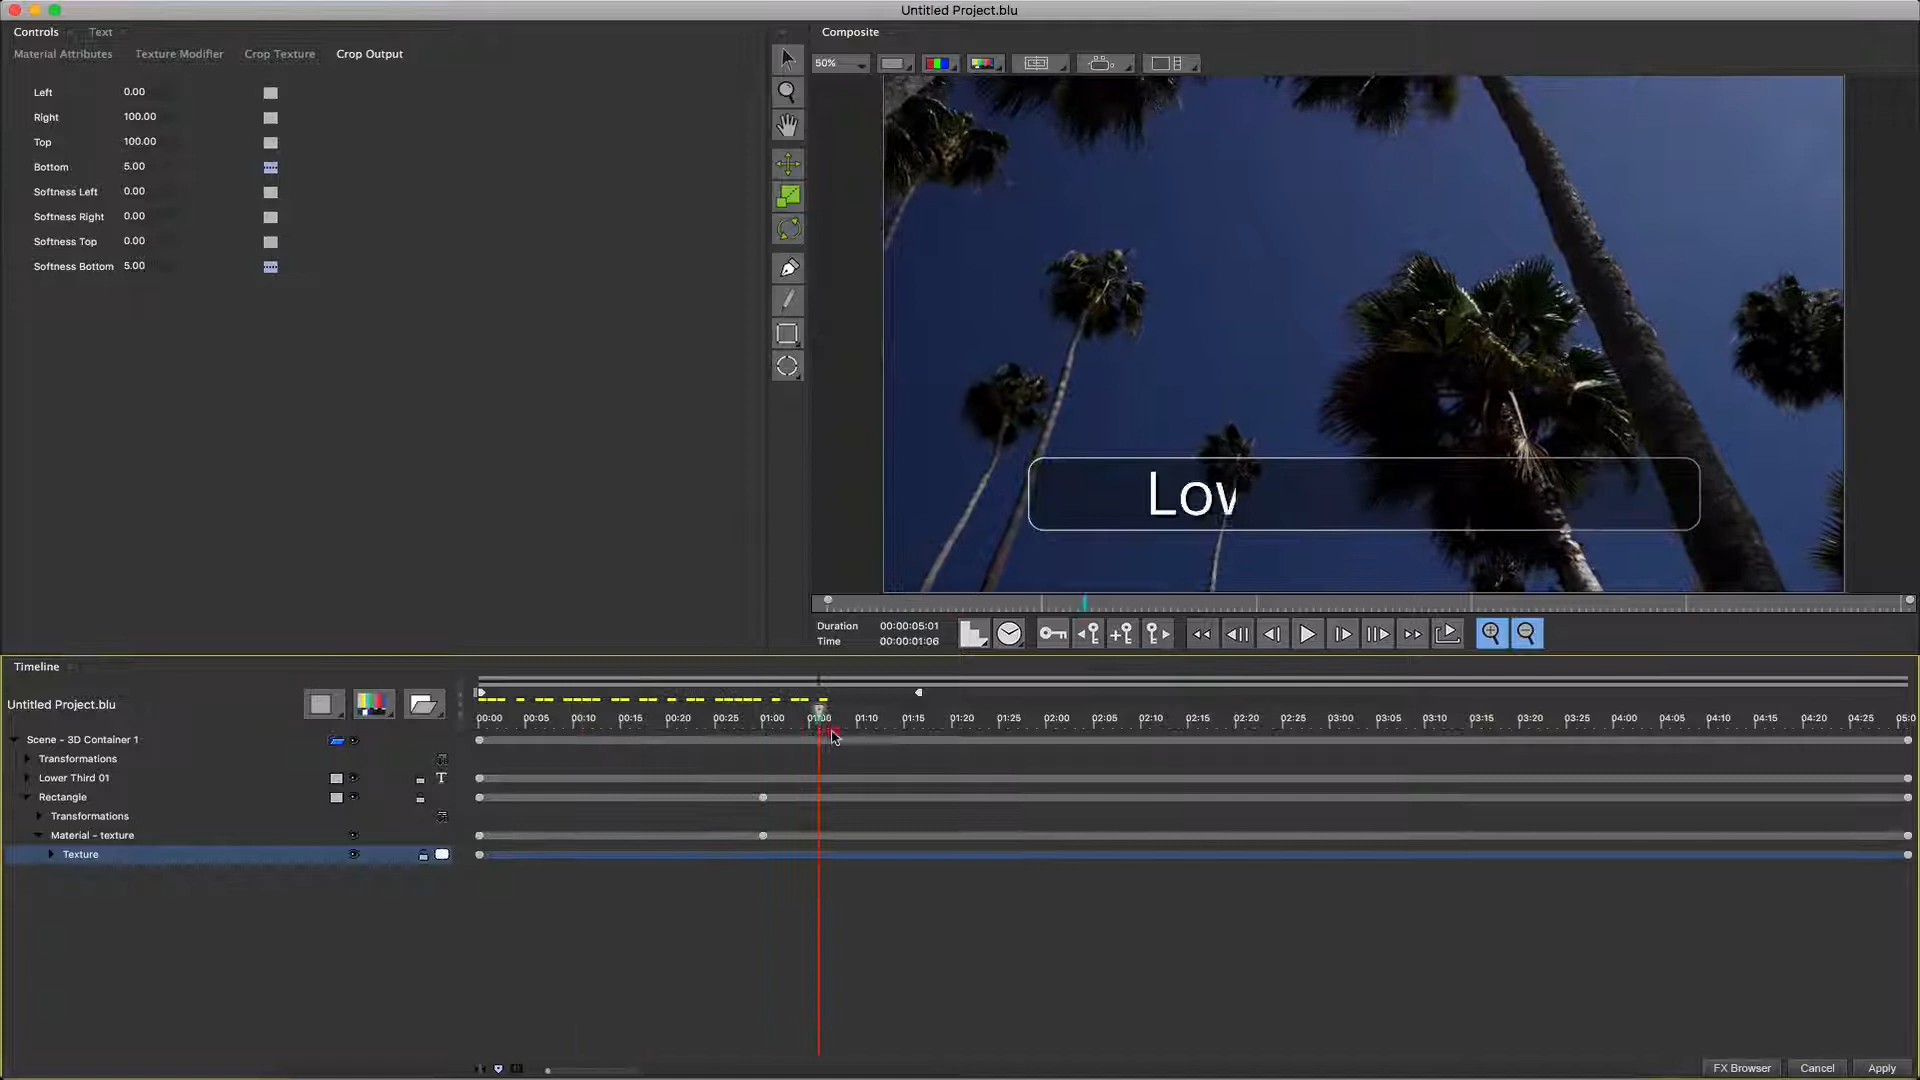 Untitled Project.blu
Controls Text
Material Attributes Texture Modifier Crop Texture Crop Output
Left 0.00
Right 100.00
Top 100.00
Bottom 5.00
Softness Left 0.00
Softness Right 0.00
Softness Top 0.00
Softness Bottom 5.00
Composite
50%
Lov
Duration 00:00:05:01
Time 00:00:01:06
Timeline
Untitled Project.blu
00:00 00:05 00:10 00:15 00:20 00:25 01:00 01:10 01:15 01:20 01:25 02:00 02:05 02:10 02:15 02:20 02:25 03:00 03:05 03:10 03:15 03:20 03:25 04:00 04:05 04:10 04:15 04:20 04:25 05:0
Scene - 3D Container 1
Transformations
Lower Third 01 T
Rectangle
Transformations
Material - texture
Texture
FX Browser Cancel Apply